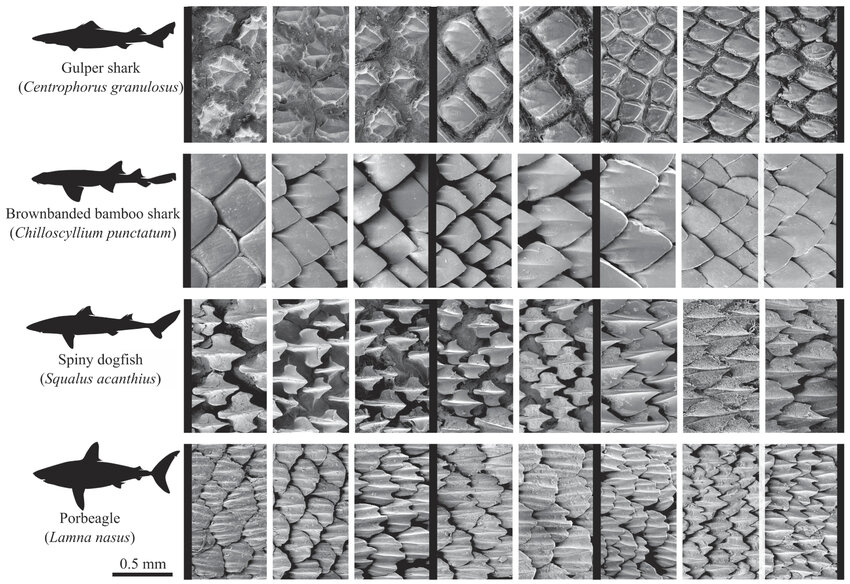 Gulper shark
(Centrophorus granulosus)
Brownbanded bamboo shark
(Chilloscyllium punctatum)
Spiny dogfish
(Squalus acanthius)
Porbeagle
(Lamna nasus)
0.5 mm